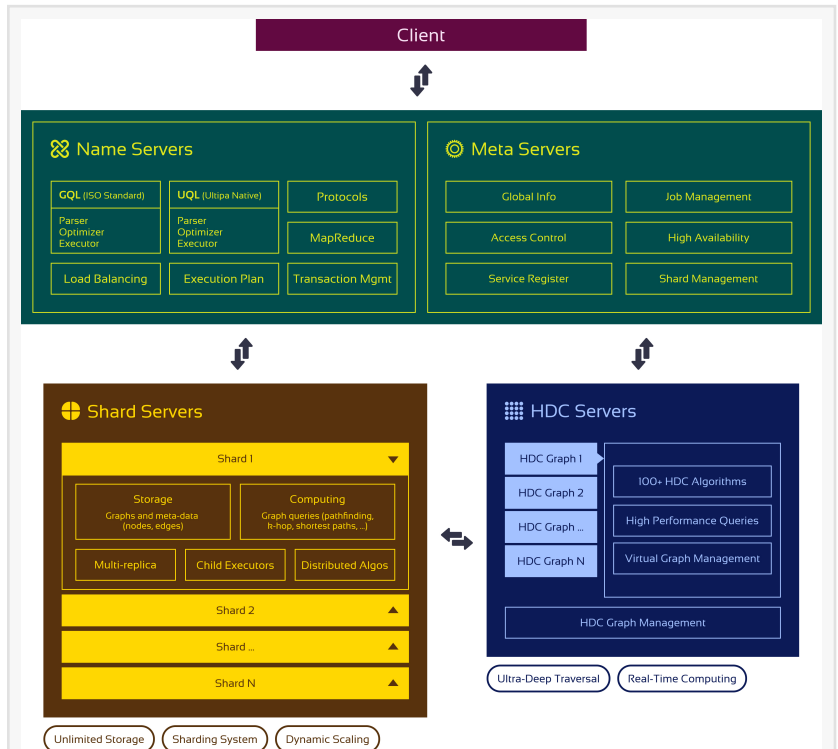 Client
Name Servers
GQL (ISO Standard)
Parser
Optimizer
Executor
UQL (Ultipa Native)
Parser
Optimizer
Executor
Protocols
MapReduce
Load Balancing
Execution Plan
Transaction Mgmt
Meta Servers
Global Info
Job Management
Access Control
High Availability
Service Register
Shard Management
Shard Servers
Shard 1
Storage
Graphs and meta-data
(nodes, edges)
Computing
Graph queries (pathfinding,
k-hop, shortest paths, ...)
Multi-replica
Child Executors
Distributed Algos
Shard 2
Shard ...
Shard N
Unlimited Storage
Sharding System
Dynamic Scaling
HDC Servers
HDC Graph 1
HDC Graph 2
HDC Graph ...
HDC Graph N
100+ HDC Algorithms
High Performance Queries
Virtual Graph Management
HDC Graph Management
Ultra-Deep Traversal
Real-Time Computing